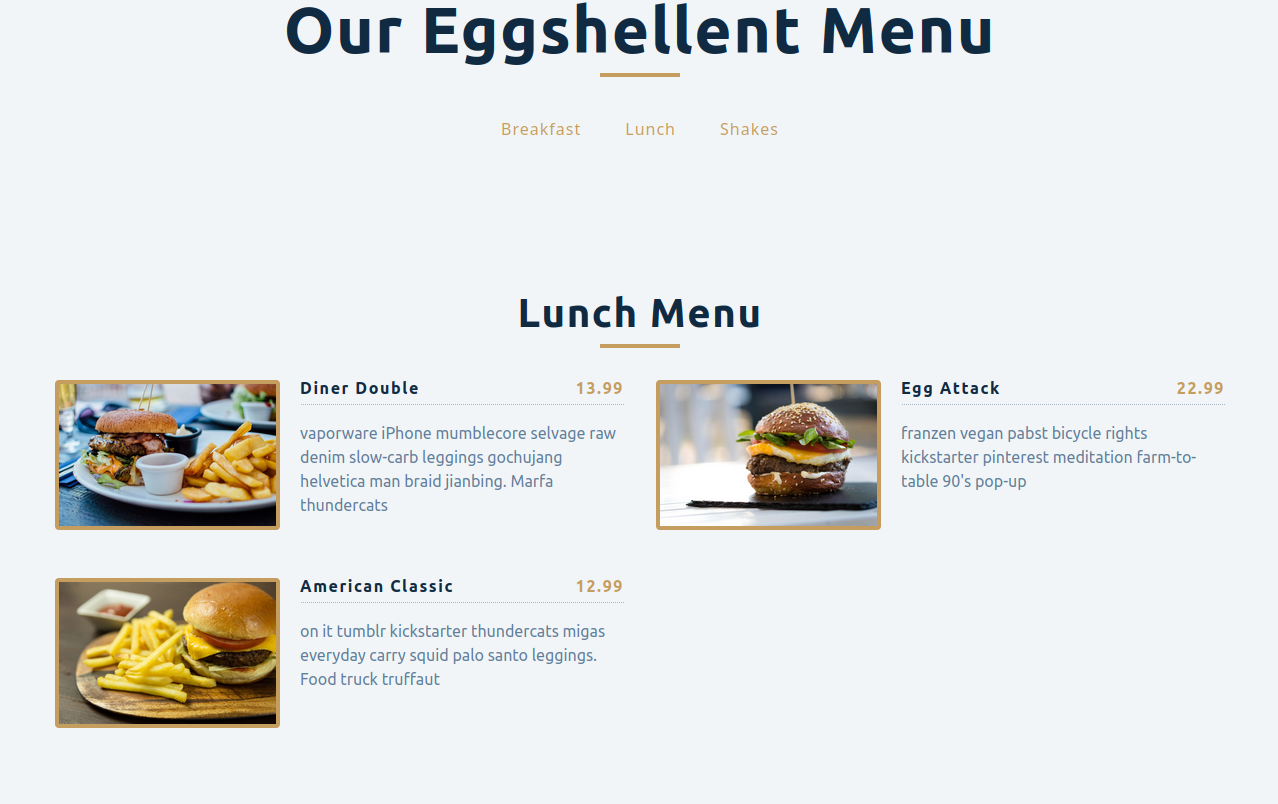 Our Eggshellent Menu
Breakfast Lunch Shakes
Lunch Menu
Diner Double 13.99
vaporware iPhone mumblecore selvage raw
denim slow-carb leggings gochujang
helvetica man braid jianbing. Marfa
thundercats
Egg Attack 22.99
franzen vegan pabst bicycle rights
kickstarter pinterest meditation farm-to-
table 90's pop-up
American Classic 12.99
on it tumblr kickstarter thundercats migas
everyday carry squid palo santo leggings.
Food truck truffaut